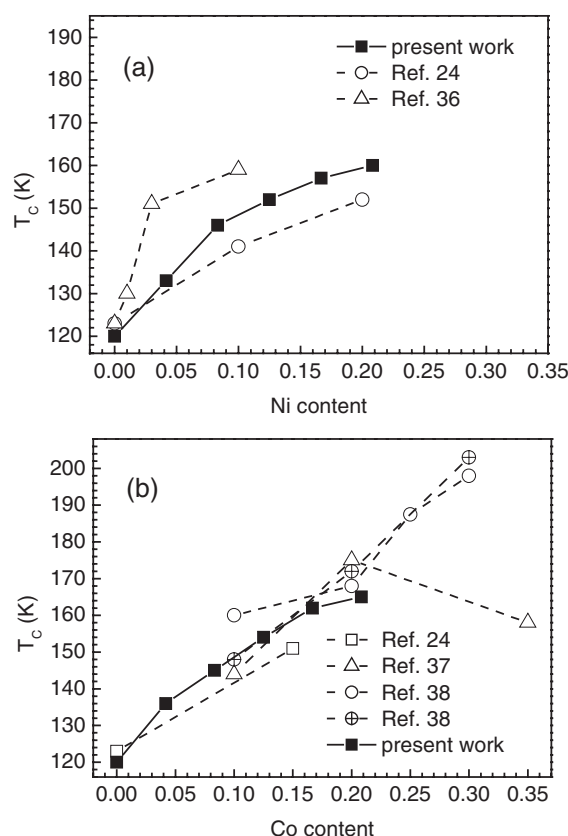 190
180
170
160
150
140
130
120
T_C (K)
(a)
present work
Ref. 24
Ref. 36
0.00 0.05 0.10 0.15 0.20 0.25 0.30 0.35
Ni content
200
190
180
170
160
150
140
130
120
T_C (K)
(b)
Ref. 24
Ref. 37
Ref. 38
Ref. 38
present work
0.00 0.05 0.10 0.15 0.20 0.25 0.30 0.35
Co content